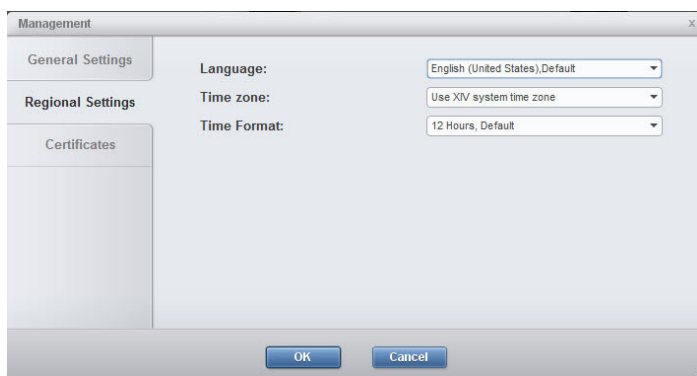 Management x
General Settings
Regional Settings
Certificates
Language: English (United States),Default
Time zone: Use XIV system time zone
Time Format: 12 Hours, Default
OK Cancel